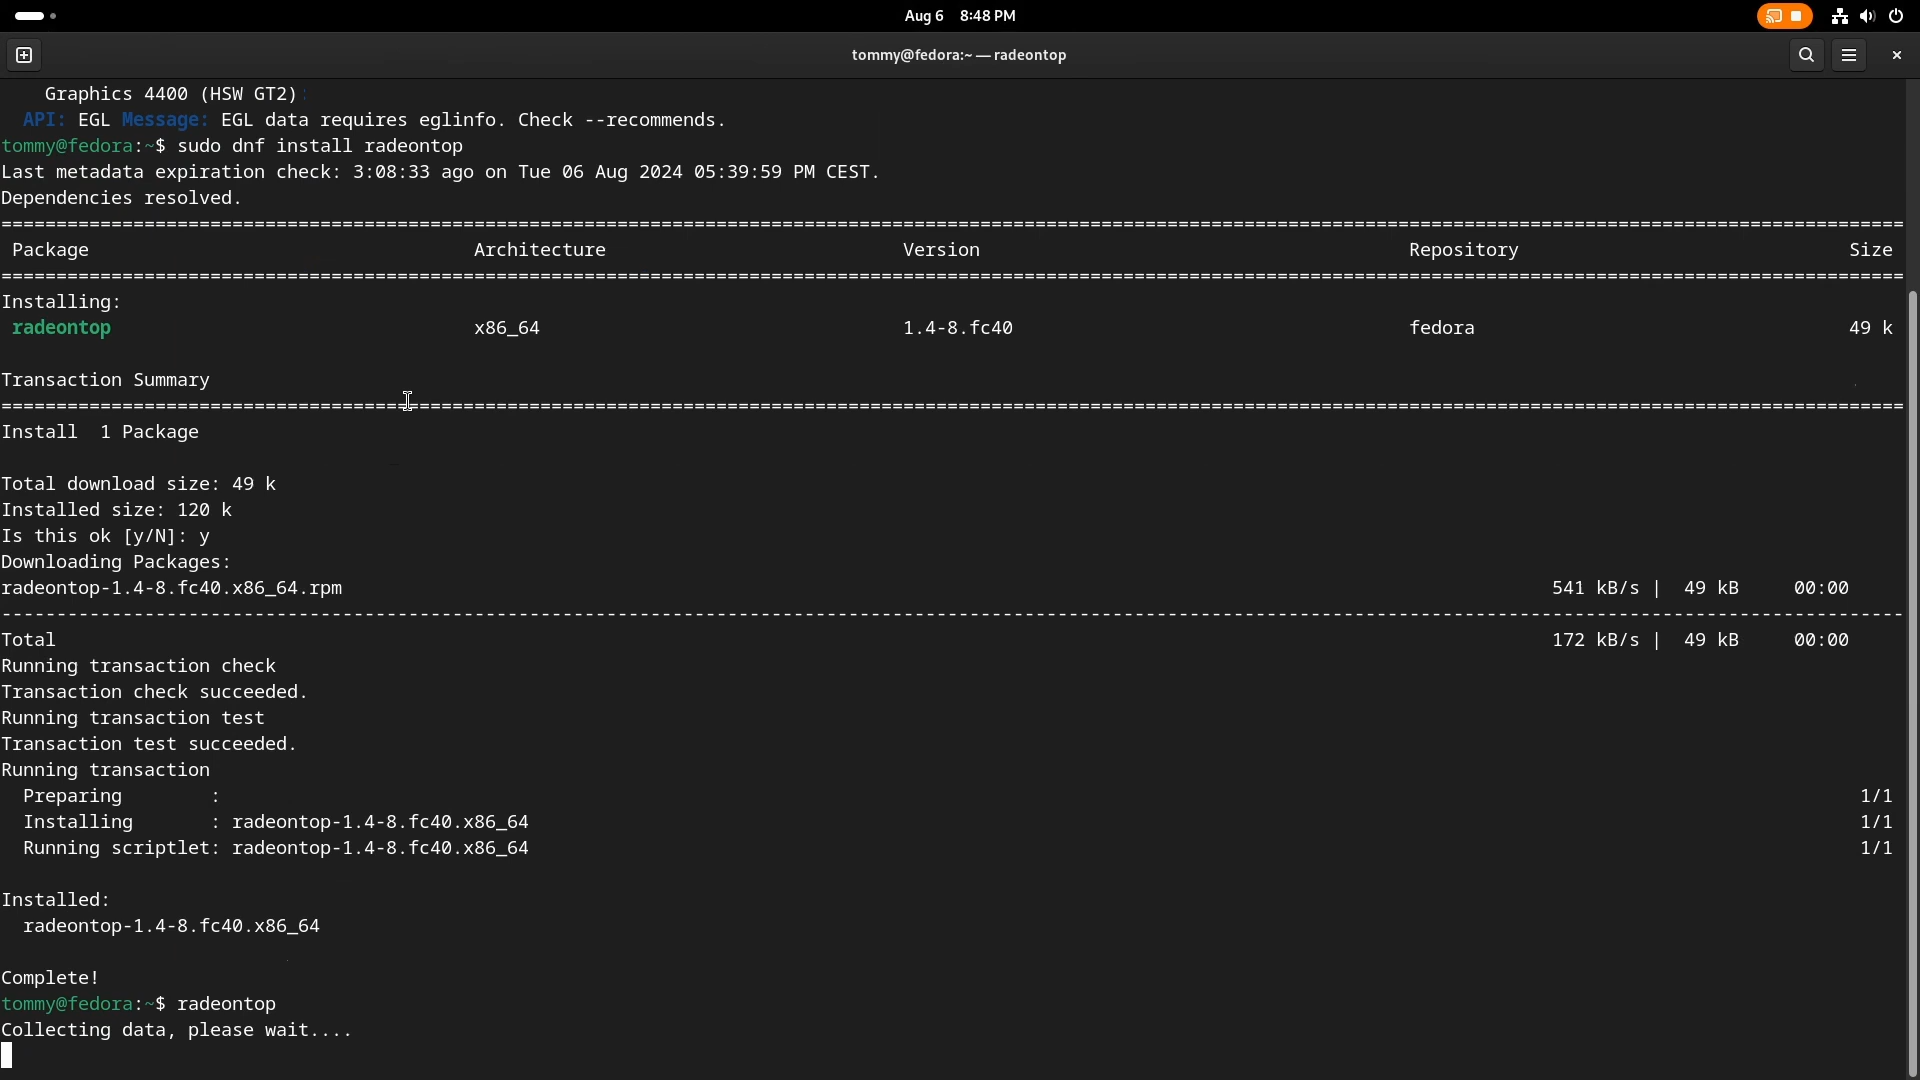 Aug 6 8:48 PM
tommy@fedora:~ — radeontop
Graphics 4400 (HSW GT2):
API: EGL Message: EGL data requires eglinfo. Check --recommends.
tommy@fedora:~$ sudo dnf install radeontop
Last metadata expiration check: 3:08:33 ago on Tue 06 Aug 2024 05:39:59 PM CEST.
Dependencies resolved.
Package Architecture Version Repository Size
Installing:
radeontop x86_64 1.4-8.fc40 fedora 49 k
Transaction Summary
Install 1 Package
Total download size: 49 k
Installed size: 120 k
Is this ok [y/N]: y
Downloading Packages:
radeontop-1.4-8.fc40.x86_64.rpm 541 kB/s | 49 kB 00:00
Total 172 kB/s | 49 kB 00:00
Running transaction check
Transaction check succeeded.
Running transaction test
Transaction test succeeded.
Running transaction
Preparing : 1/1
Installing : radeontop-1.4-8.fc40.x86_64 1/1
Running scriptlet: radeontop-1.4-8.fc40.x86_64 1/1
Installed:
radeontop-1.4-8.fc40.x86_64
Complete!
tommy@fedora:~$ radeontop
Collecting data, please wait....